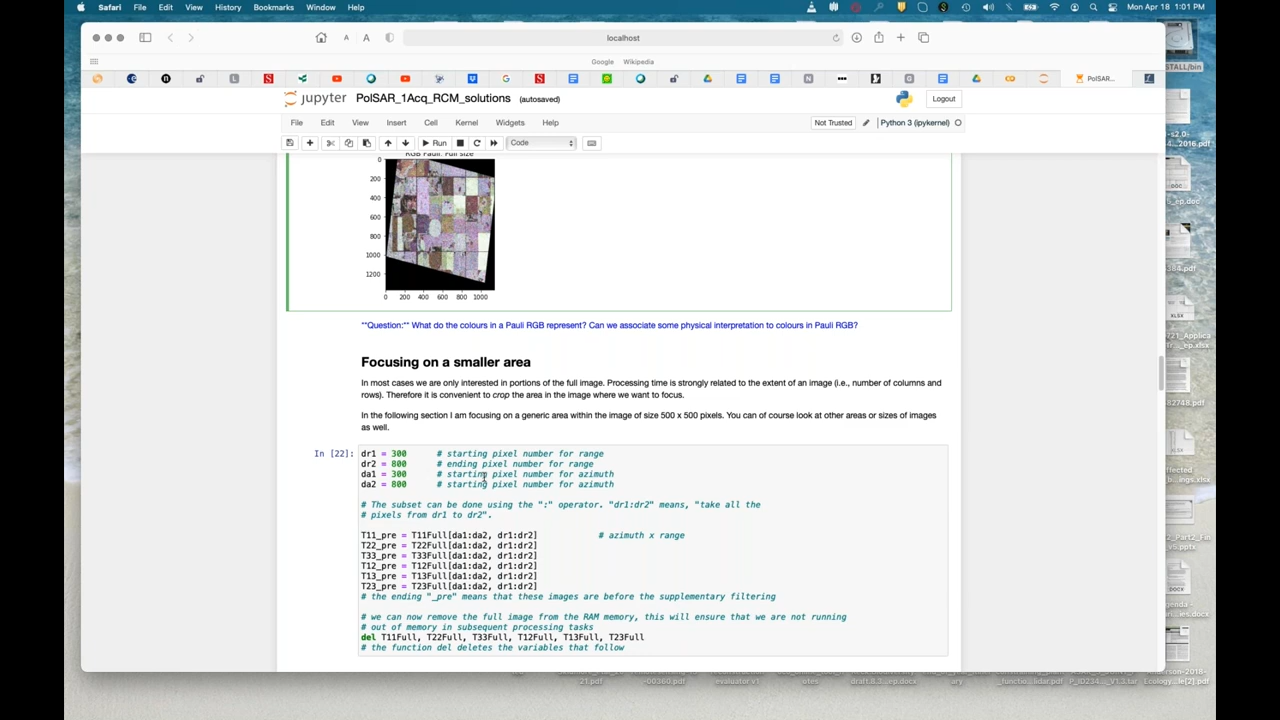 Safari File Edit View History Bookmarks Window Help Mon Apr 18 1:01 PM
localhost
Google Wikipedia
PolSAR...
jupyter PolSAR_1Acq_RCM_solutions (autosaved) Logout
File Edit View Insert Cell Kernel Widgets Help Not Trusted Python 3 (ipykernel)
Run Code
RGB Pauli: Full size
0
200
400
600
800
1000
1200
0 200 400 600 800 1000
**Question:** What do the colours in a Pauli RGB represent? Can we associate some physical interpretation to colours in Pauli RGB?
Focusing on a smaller area
In most cases we are only interested in portions of the full image. Processing time is strongly related to the extent of an image (i.e., number of columns and
rows). Therefore it is convenient to crop the area in the image where we want to focus.
In the following section I am focusing on a generic area within the image of size 500 x 500 pixels. You can of course look at other areas or sizes of images
as well.
In [22]: dr1 = 300 # starting pixel number for range
dr2 = 800 # ending pixel number for range
da1 = 300 # starting pixel number for azimuth
da2 = 800 # starting pixel number for azimuth
# The subset can be done using the ":" operator. "dr1:dr2" means, "take all the
# pixels from dr1 to dr2".
T11_pre = T11Full[da1:da2, dr1:dr2] # azimuth x range
T22_pre = T22Full[da1:da2, dr1:dr2]
T33_pre = T33Full[da1:da2, dr1:dr2]
T12_pre = T12Full[da1:da2, dr1:dr2]
T13_pre = T13Full[da1:da2, dr1:dr2]
T23_pre = T23Full[da1:da2, dr1:dr2]
# the ending "_pre" means that these images are before the supplementary filtering
# we can now remove the full image from the RAM memory, this will ensure that we are not running
# out of memory in subsequent processing tasks
del T11Full, T22Full, T33Full, T12Full, T13Full, T23Full
# the function del deletes the variables that follow